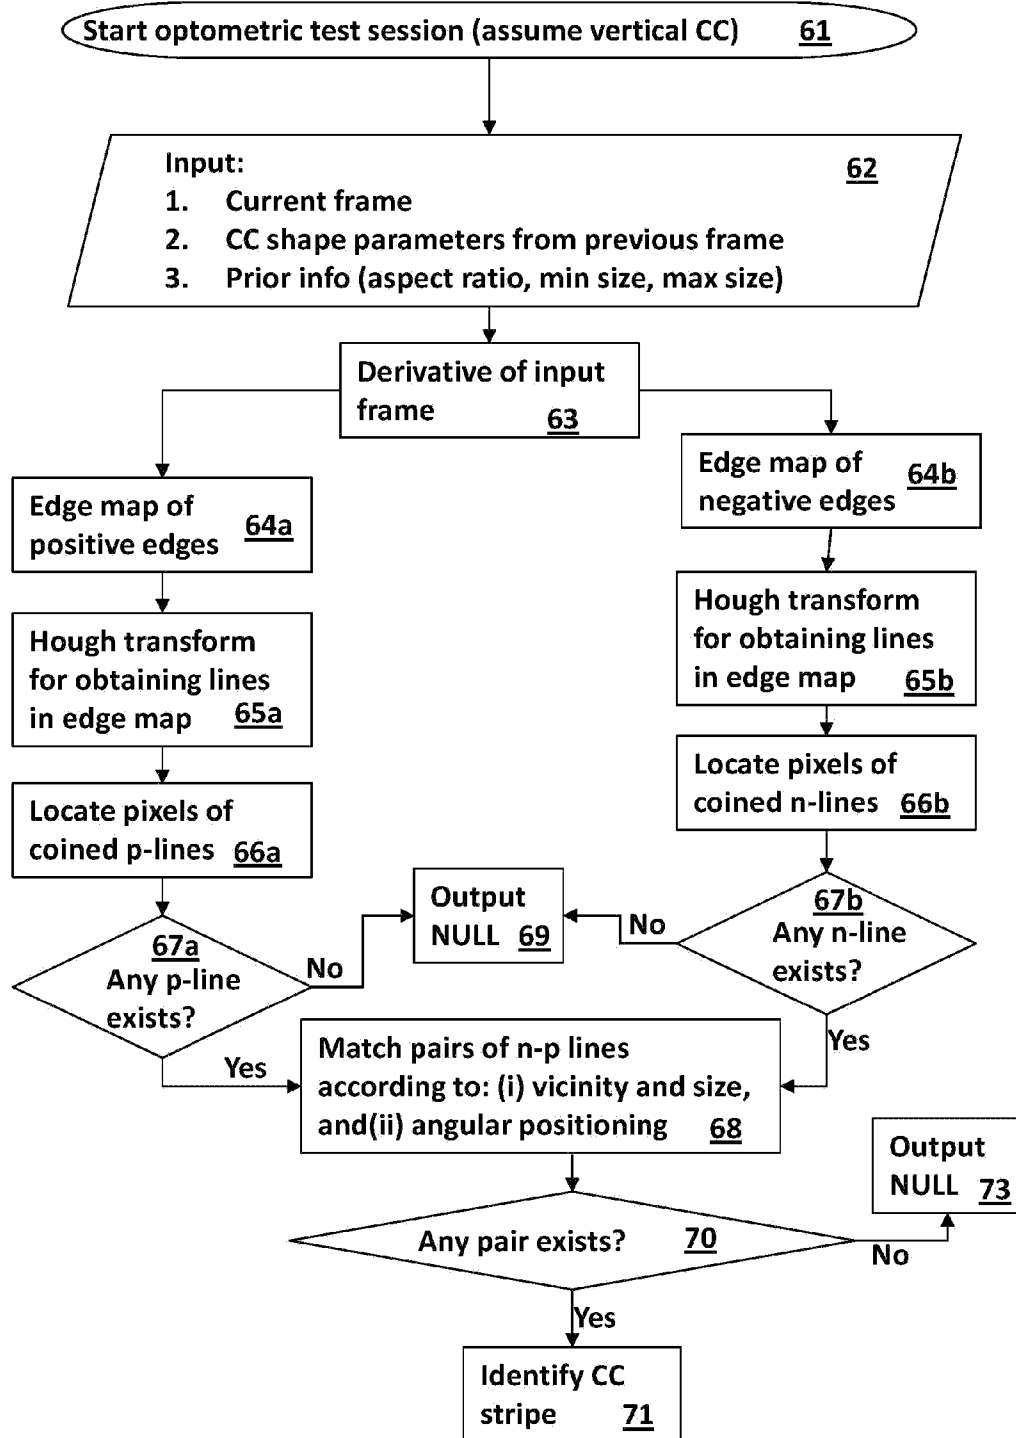 Start optometric test session (assume vertical CC) 61
Input: 62
1. Current frame
2. CC shape parameters from previous frame
3. Prior info (aspect ratio, min size, max size)
Derivative of input
frame 63
Edge map of
positive edges 64a
Edge map of
negative edges 64b
Hough transform
for obtaining lines
in edge map 65a
Hough transform
for obtaining lines
in edge map 65b
Locate pixels of
coined p-lines 66a
Locate pixels of
coined n-lines 66b
67a
Any p-line
exists?
No
Output
NULL 69
No
67b
Any n-line
exists?
Yes
Yes
Match pairs of n-p lines
according to: (i) vicinity and size,
and(ii) angular positioning 68
Any pair exists? 70
No
Output
NULL 73
Yes
Identify CC
stripe 71